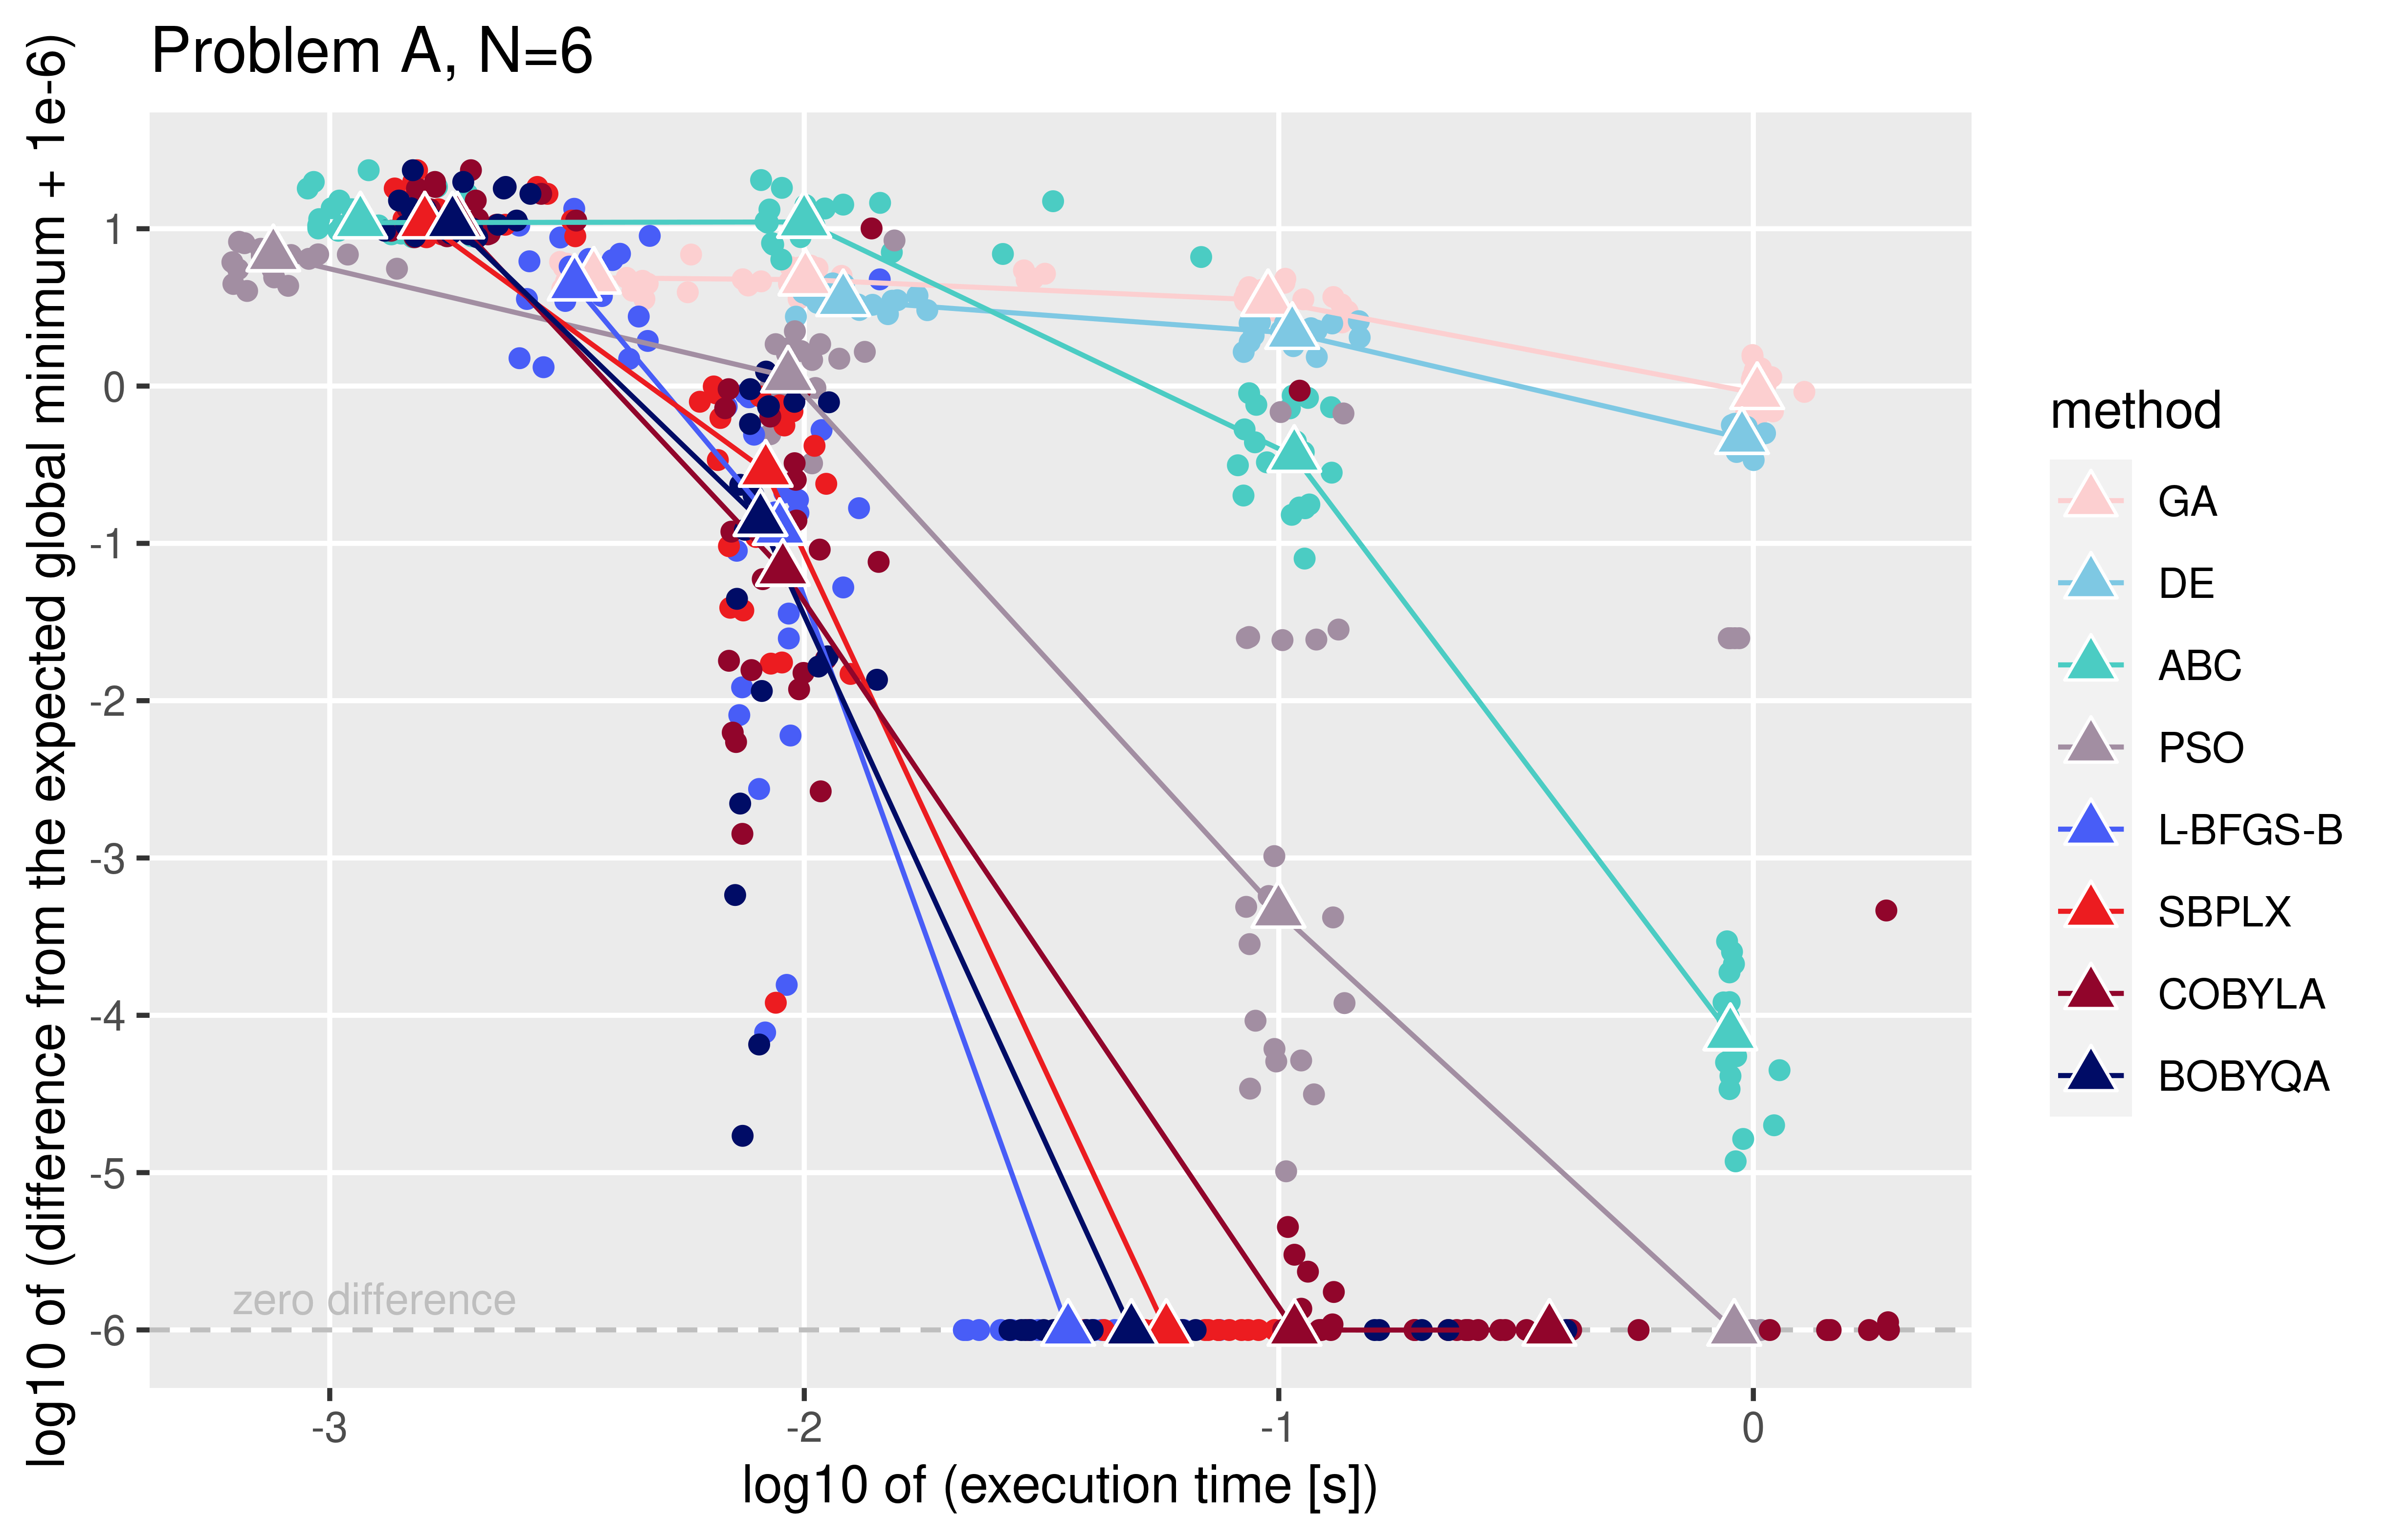 Problem A, N=6
log10 of (difference from the expected global minimum + 1e-6)
1
0
-1
-2
-3
-4
-5
-6
zero difference
-3
-2
-1
0
log10 of (execution time [s])
method
GA
DE
ABC
PSO
L-BFGS-B
SBPLX
COBYLA
BOBYQA